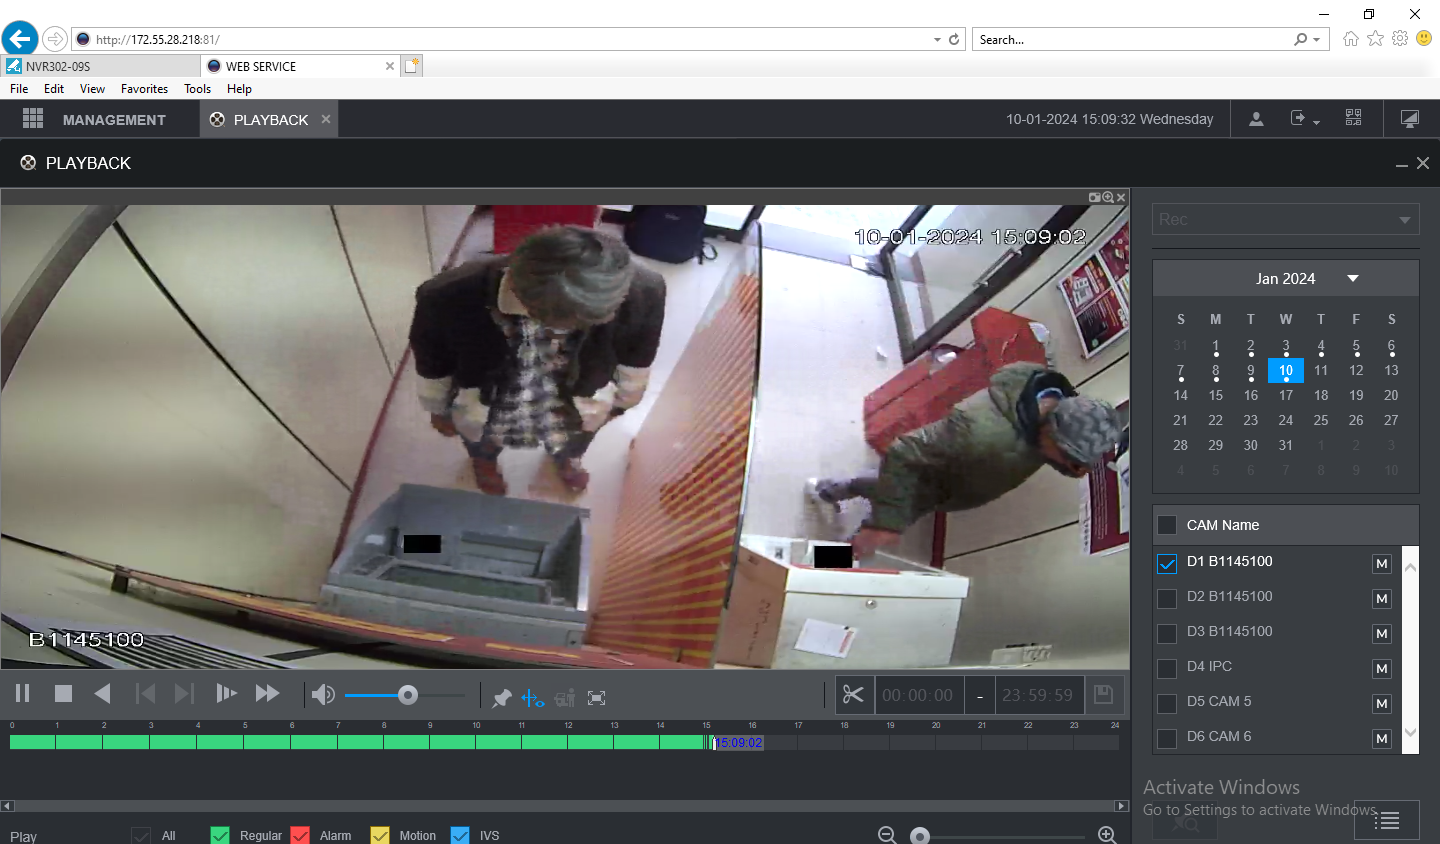 http://172.55.28.218:81/
Search...
NVR302-09S
WEB SERVICE
File Edit View Favorites Tools Help
MANAGEMENT
PLAYBACK
10-01-2024 15:09:32 Wednesday
PLAYBACK
10-01-2024 15:09:02
B1145100
Rec
Jan 2024
S M T W T F S
31 1 2 3 4 5 6
7 8 9 10 11 12 13
14 15 16 17 18 19 20
21 22 23 24 25 26 27
28 29 30 31 1 2 3
4 5 6 7 8 9 10
CAM Name
D1 B1145100 M
D2 B1145100 M
D3 B1145100 M
D4 IPC M
D5 CAM 5 M
D6 CAM 6 M
00:00:00 - 23:59:59
0 1 2 3 4 5 6 7 8 9 10 11 12 13 14 15 16 17 18 19 20 21 22 23 24
15:09:02
Play All Regular Alarm Motion IVS
Activate Windows
Go to Settings to activate Windows.